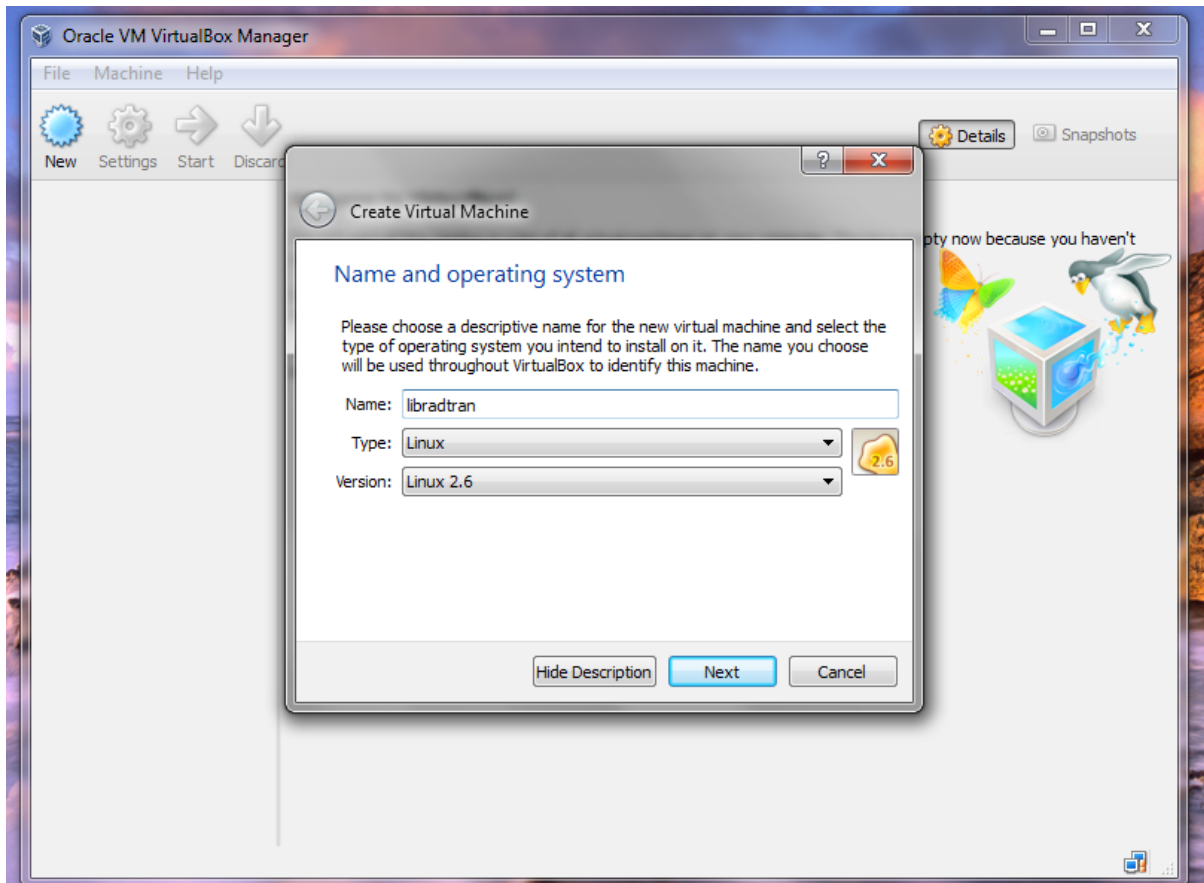 Oracle VM VirtualBox Manager
File Machine Help
New Settings Start Discard
Details Snapshots
Create Virtual Machine
pty now because you haven't
Name and operating system
Please choose a descriptive name for the new virtual machine and select the
type of operating system you intend to install on it. The name you choose
will be used throughout VirtualBox to identify this machine.
Name: libradtran
Type: Linux
2.6
Version: Linux 2.6
Hide Description Next Cancel